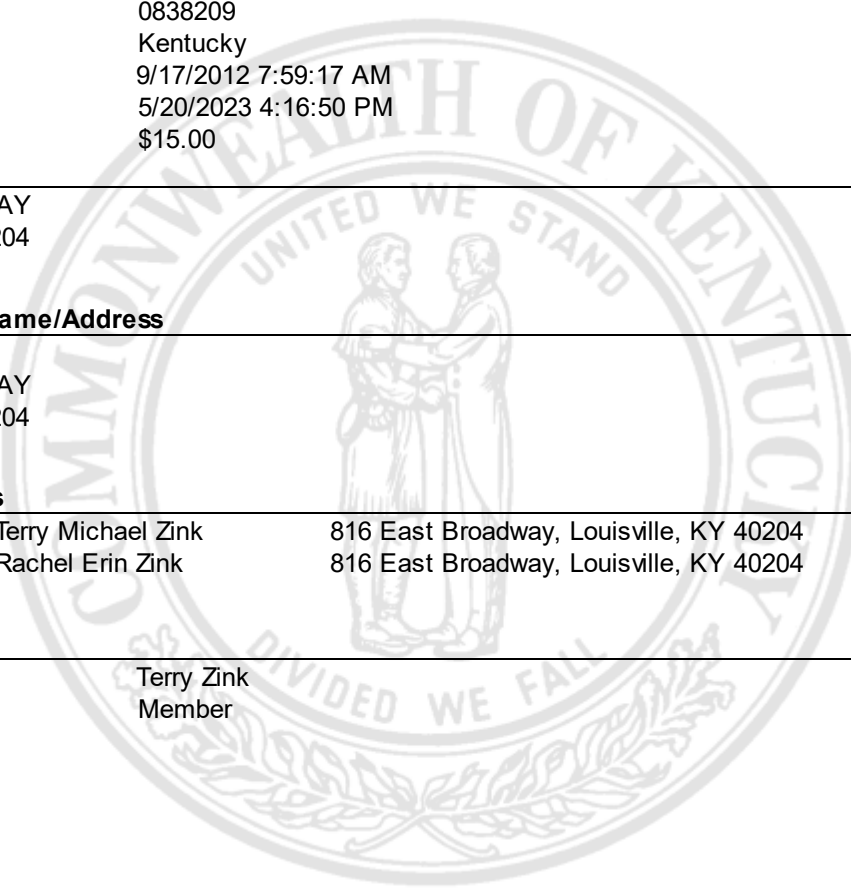 0838209
Kentucky
9/17/2012 7:59:17 AM
5/20/2023 4:16:50 PM
$15.00
AY
204
ame/Address
AY
204
s
Terry Michael Zink 816 East Broadway, Louisville, KY 40204
Rachel Erin Zink 816 East Broadway, Louisville, KY 40204
Terry Zink
Member
COMMONWEALTH OF KENTUCKY
UNITED WE STAND
DIVIDED WE FALL